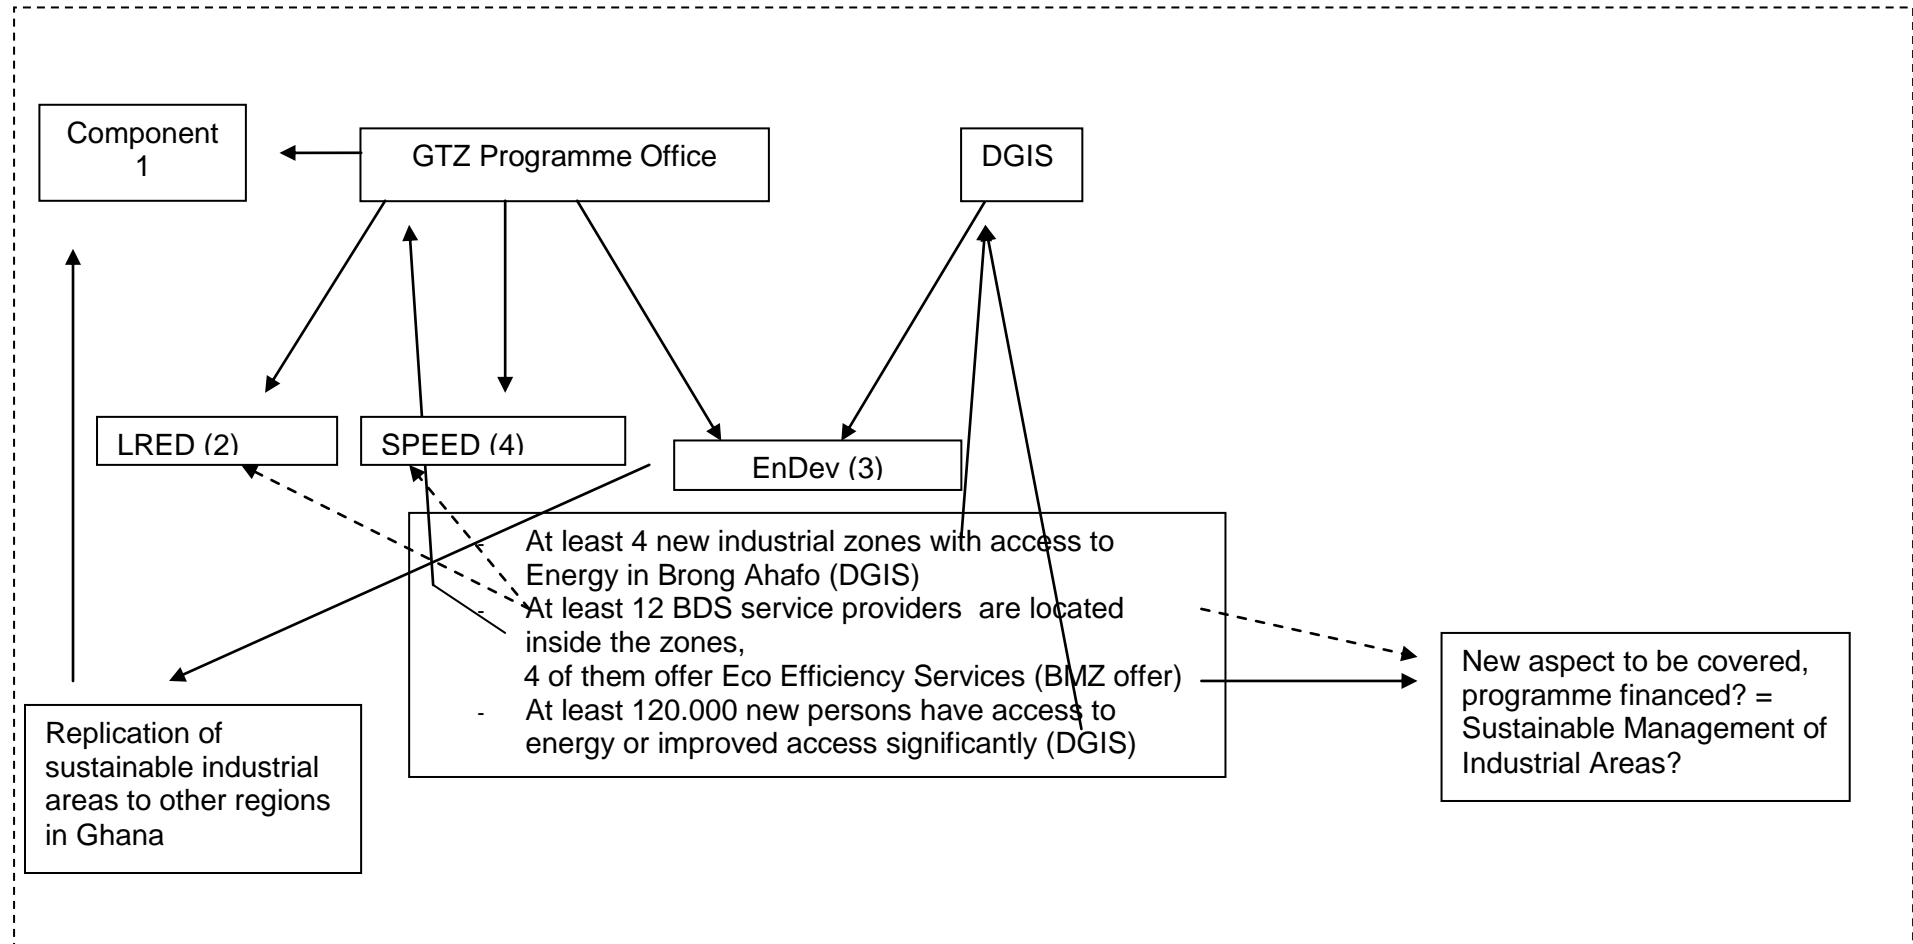 Component
1
GTZ Programme Office
DGIS
LRED (2)
SPEED (4)
EnDev (3)
- At least 4 new industrial zones with access to
Energy in Brong Ahafo (DGIS)
- At least 12 BDS service providers  are located
inside the zones,
4 of them offer Eco Efficiency Services (BMZ offer)
- At least 120.000 new persons have access to
energy or improved access significantly (DGIS)
New aspect to be covered,
programme financed? =
Sustainable Management of
Industrial Areas?
Replication of
sustainable industrial
areas to other regions
in Ghana